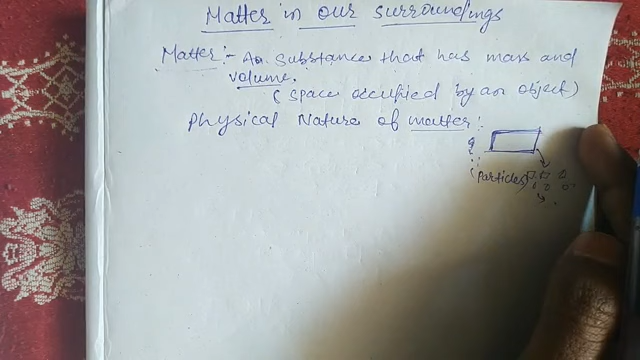 Matter in our surroundings
Matter :- A substance that has mass and
volume.
( space occupied by an object)
Physical Nature of matter :
(Particles)